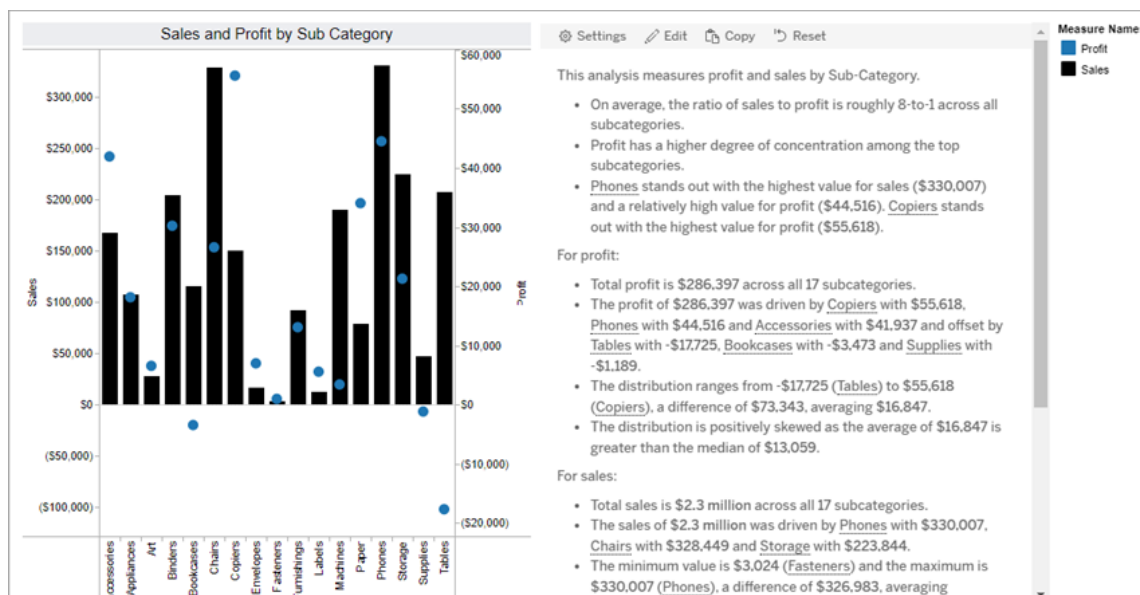 Sales and Profit by Sub Category
$300,000
$250,000
$200,000
$150,000
$100,000
$50,000
$0
($50,000)
($100,000)
Sales
$60,000
$50,000
$40,000
$30,000
$20,000
$10,000
$0
($10,000)
($20,000)
Profit
Appliances
Art
Binders
Bookcases
Chairs
Copiers
Envelopes
Fasteners
Labels
Machines
Paper
Phones
Storage
Supplies
Tables
Settings Edit Copy Reset
This analysis measures profit and sales by Sub-Category.
• On average, the ratio of sales to profit is roughly 8-to-1 across all
subcategories.
• Profit has a higher degree of concentration among the top
subcategories.
• Phones stands out with the highest value for sales ($330,007)
and a relatively high value for profit ($44,516). Copiers stands
out with the highest value for profit ($55,618).
For profit:
• Total profit is $286,397 across all 17 subcategories.
• The profit of $286,397 was driven by Copiers with $55,618,
Phones with $44,516 and Accessories with $41,937 and offset by
Tables with -$17,725, Bookcases with -$3,473 and Supplies with
-$1,189.
• The distribution ranges from -$17,725 (Tables) to $55,618
(Copiers), a difference of $73,343, averaging $16,847.
• The distribution is positively skewed as the average of $16,847 is
greater than the median of $13,059.
For sales:
• Total sales is $2.3 million across all 17 subcategories.
• The sales of $2.3 million was driven by Phones with $330,007,
Chairs with $328,449 and Storage with $223,844.
• The minimum value is $3,024 (Fasteners) and the maximum is
$330,007 (Phones), a difference of $326,983, averaging
Measure Name
Profit
Sales